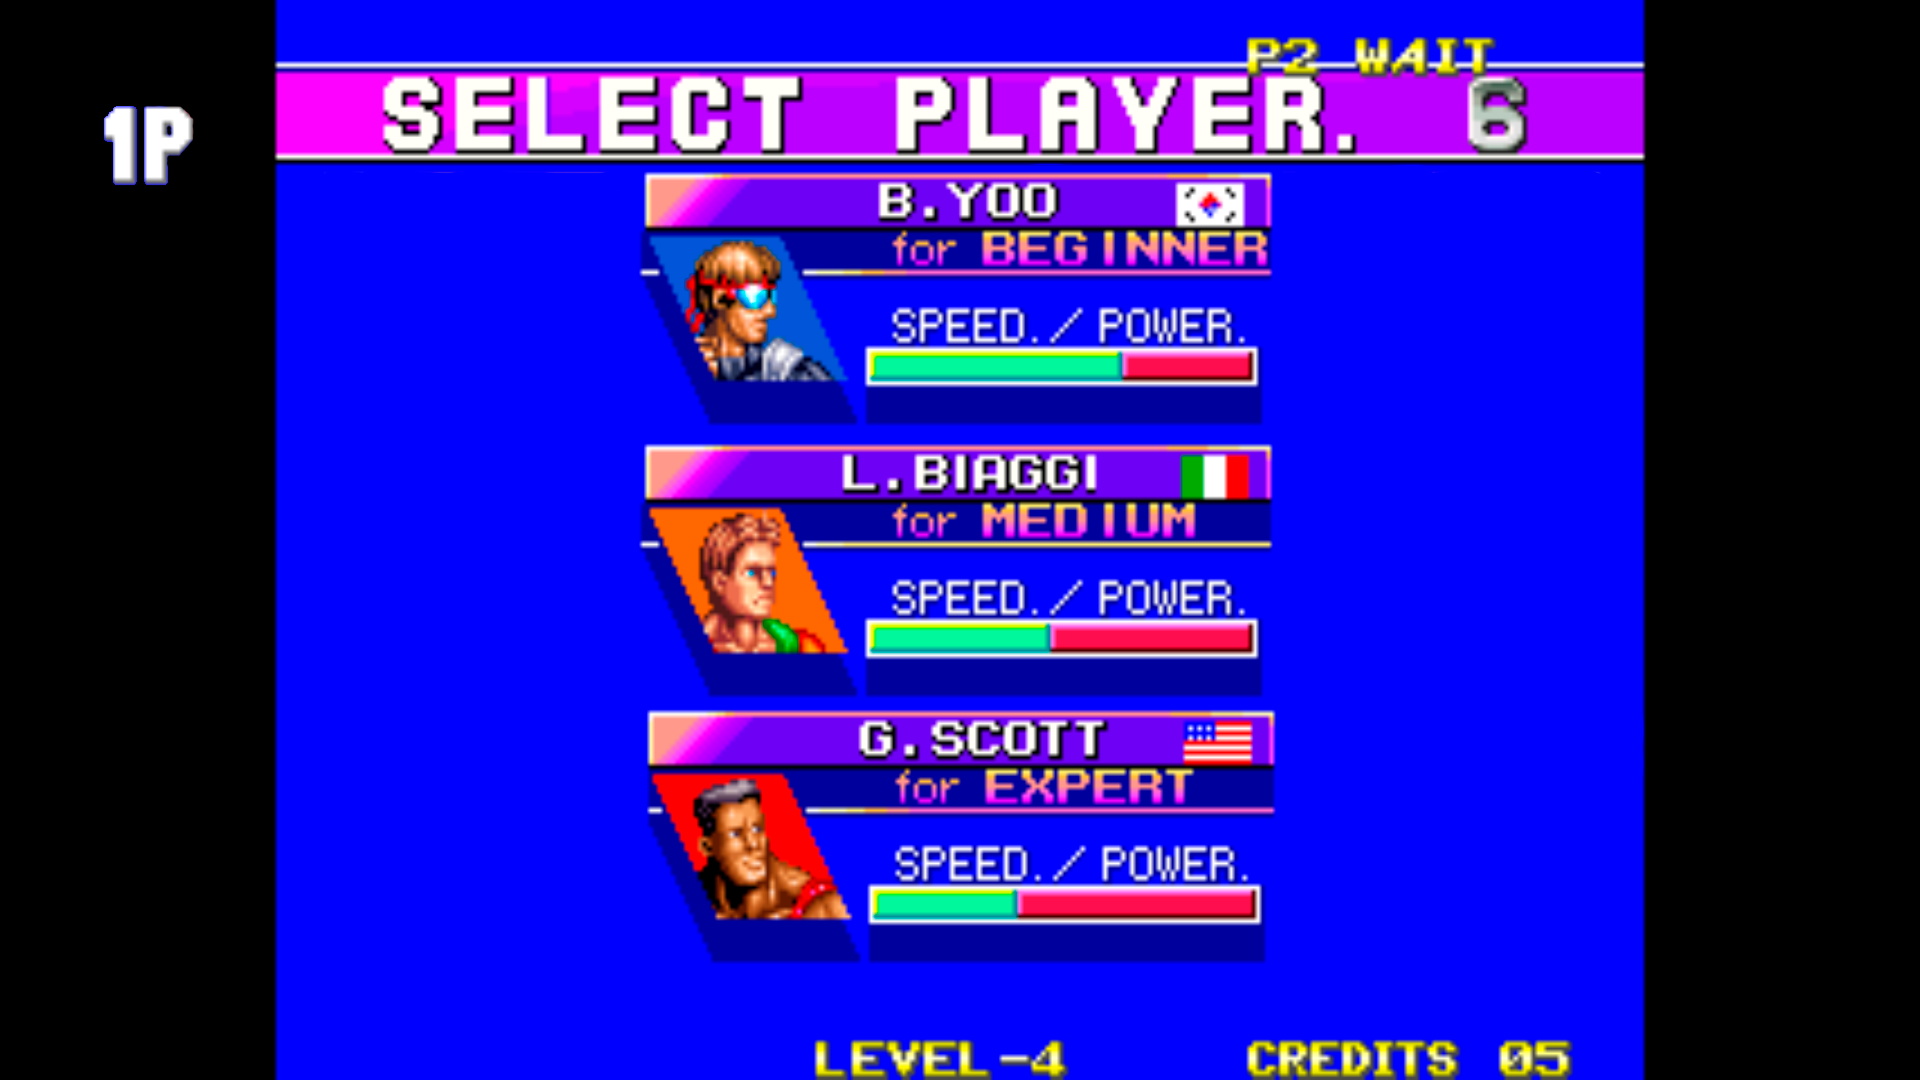 P2 WAIT
1P
SELECT PLAYER. 6
B.YOO
for BEGINNER
SPEED./ POWER.
L.BIAGGI
for MEDIUM
SPEED./ POWER.
G.SCOTT
for EXPERT
SPEED./ POWER.
LEVEL-4
CREDITS 05